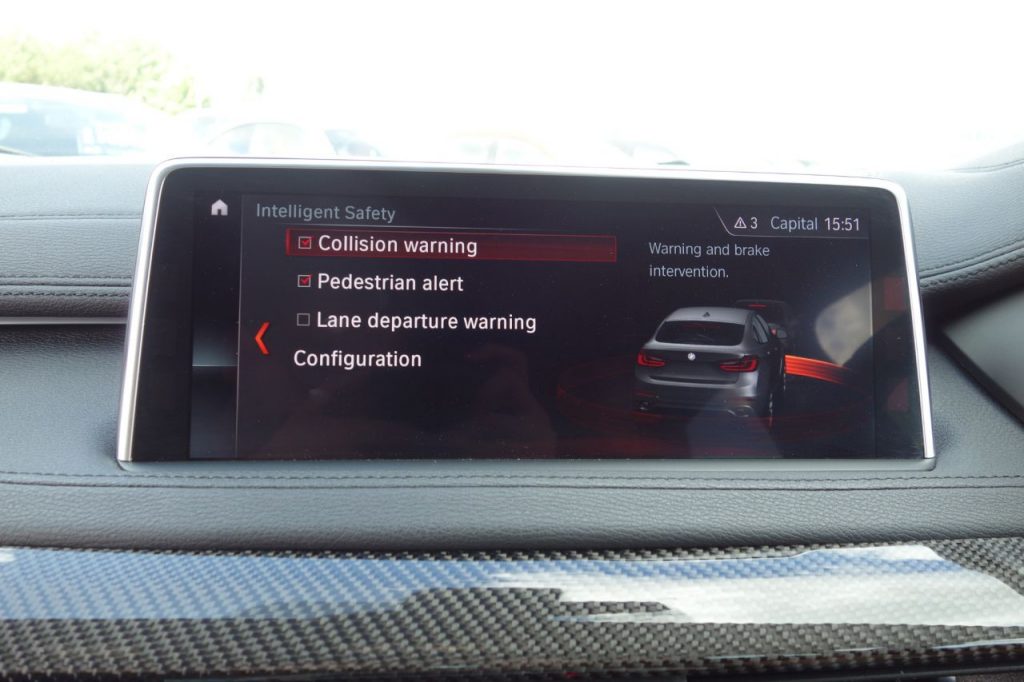 Intelligent Safety
3 Capital 15:51
Collision warning
Warning and brake
intervention.
Pedestrian alert
Lane departure warning
Configuration